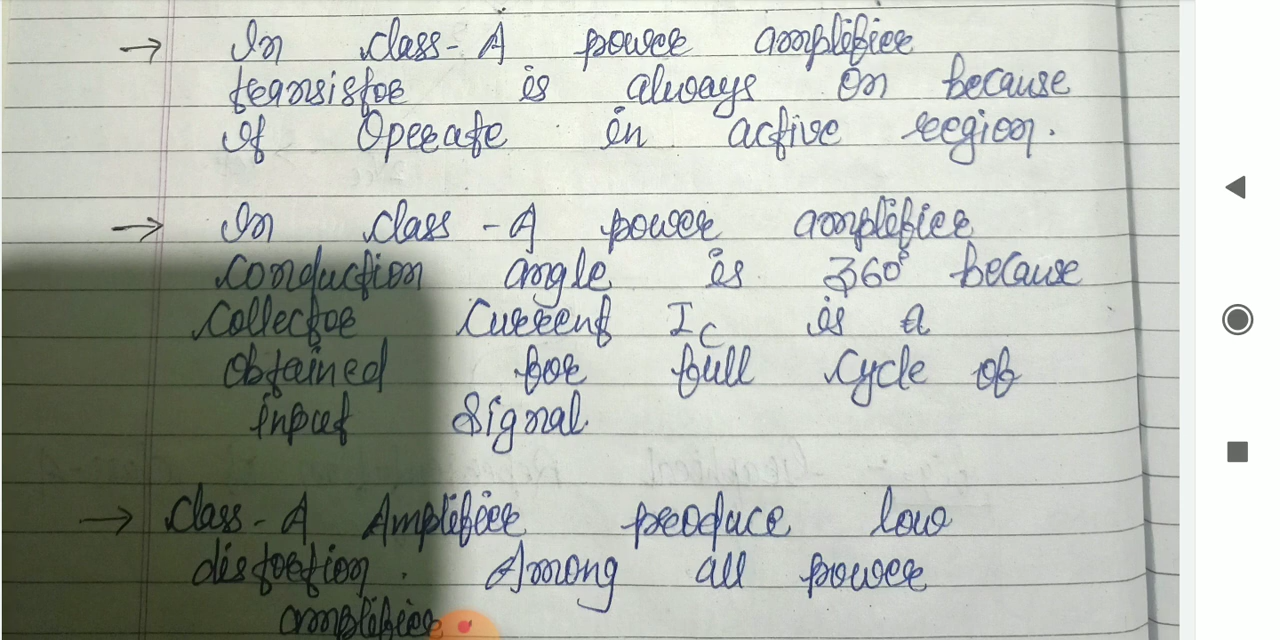 → In class-A power amplifier
transistor is always on because
it Operate in active region.
→ In class-A power amplifier
conduction angle is 360° because
collector current IC is a
obtained for full cycle of
input signal.
→ class-A Amplifier produce low
distortion. Among all power
amplifier